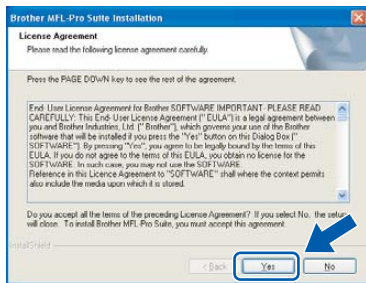 Brother MFL-Pro Suite Installation
License Agreement
Please read the following license agreement carefully.
Press the PAGE DOWN key to see the rest of the agreement.
End- User License Agreement for Brother SOFTWARE IMPORTANT- PLEASE READ
CAREFULLY: This End- User License Agreement (" EULA") is a legal agreement between
you and Brother Industries, Ltd. (" Brother"), which governs your use of the Brother
software that will be installed if you press the "Yes" button on this Dialog Box ("
SOFTWARE"). By pressing "Yes", you agree to be legally bound by the terms of this
EULA. If you do not agree to the terms of this EULA, you obtain no license for the
SOFTWARE. In such case, you may not use the SOFTWARE.
Reference in this Licence Agreement to "SOFTWARE" shall where the context permits
also include the media upon which it is stored.
Do you accept all the terms of the preceding License Agreement? If you select No, the setup
will close. To install Brother MFL-Pro Suite, you must accept this agreement.
InstallShield
< Back Yes No